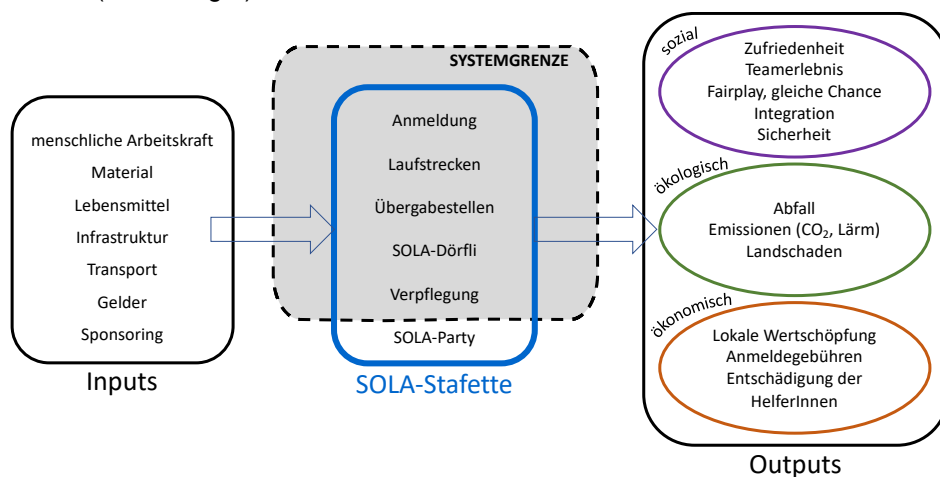 menschliche Arbeitskraft
Material
Lebensmittel
Infrastruktur
Transport
Gelder
Sponsoring
Inputs
SYSTEMGRENZE
Anmeldung
Laufstrecken
Übergabestellen
SOLA-Dörfli
Verpflegung
SOLA-Party
SOLA-Stafette
sozial
Zufriedenheit
Teamerlebnis
Fairplay, gleiche Chance
Integration
Sicherheit
ökologisch
Abfall
Emissionen (CO₂, Lärm)
Landschaden
ökonomisch
Lokale Wertschöpfung
Anmeldegebühren
Entschädigung der
HelferInnen
Outputs